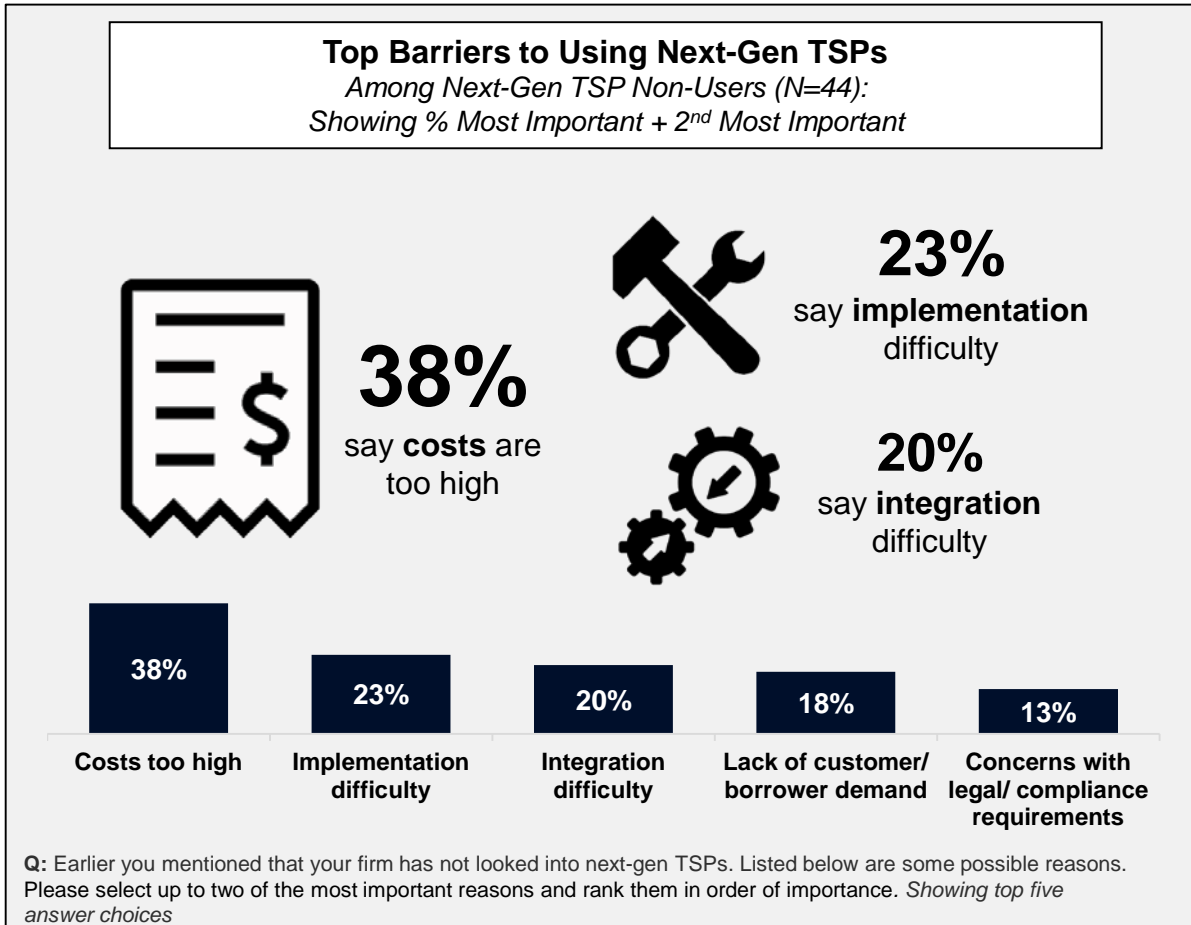 Top Barriers to Using Next-Gen TSPs
Among Next-Gen TSP Non-Users (N=44):
Showing % Most Important + 2nd Most Important
38%
say costs are
too high
23%
say implementation
difficulty
20%
say integration
difficulty
38%
23%
20%
18%
13%
Costs too high
Implementation
difficulty
Integration
difficulty
Lack of customer/
borrower demand
Concerns with
legal/ compliance
requirements
Q: Earlier you mentioned that your firm has not looked into next-gen TSPs. Listed below are some possible reasons.
Please select up to two of the most important reasons and rank them in order of importance. Showing top five
answer choices